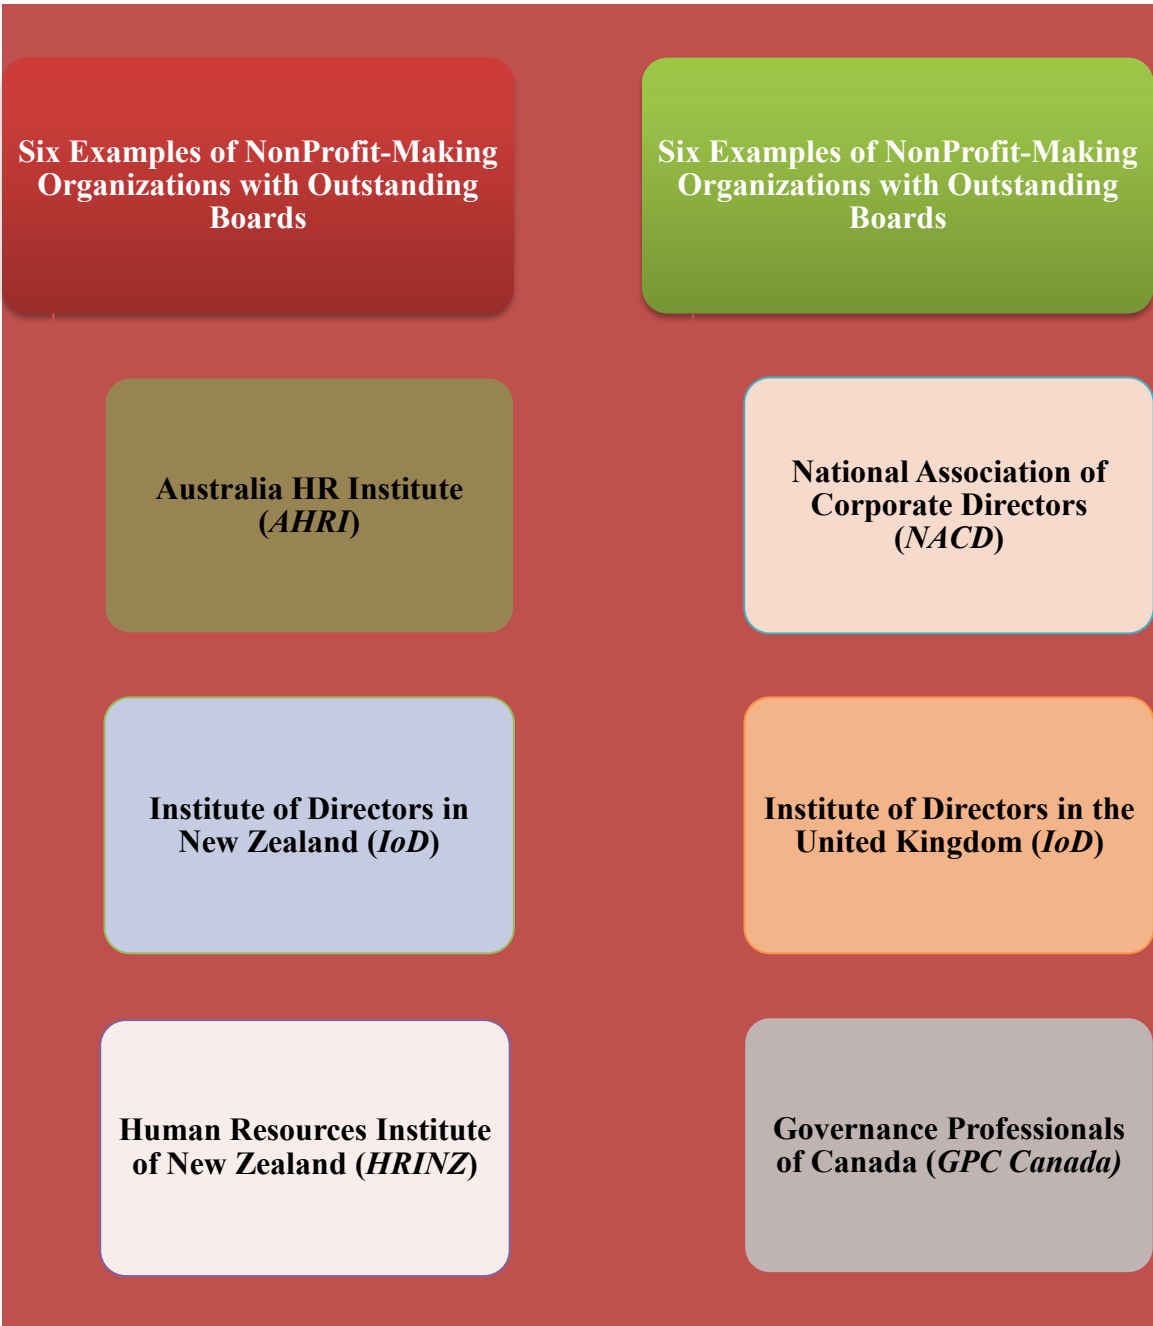 Six Examples of NonProfit-Making
Organizations with Outstanding
Boards
Australia HR Institute
(AHRI)
Institute of Directors in
New Zealand (IoD)
Human Resources Institute
of New Zealand (HRINZ)
Six Examples of NonProfit-Making
Organizations with Outstanding
Boards
National Association of
Corporate Directors
(NACD)
Institute of Directors in the
United Kingdom (IoD)
Governance Professionals
of Canada (GPC Canada)